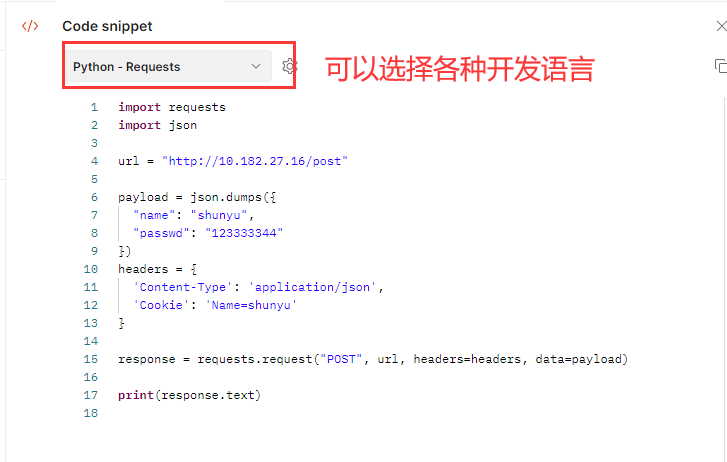 Code snippet
Python - Requests
可以选择各种开发语言
1 import requests
2 import json
3
4 url = "http://10.182.27.16/post"
5
6 payload = json.dumps({
7   "name": "shunyu",
8   "passwd": "123333344"
9 })
10 headers = {
11   'Content-Type': 'application/json',
12   'Cookie': 'Name=shunyu'
13 }
14
15 response = requests.request("POST", url, headers=headers, data=payload)
16
17 print(response.text)
18